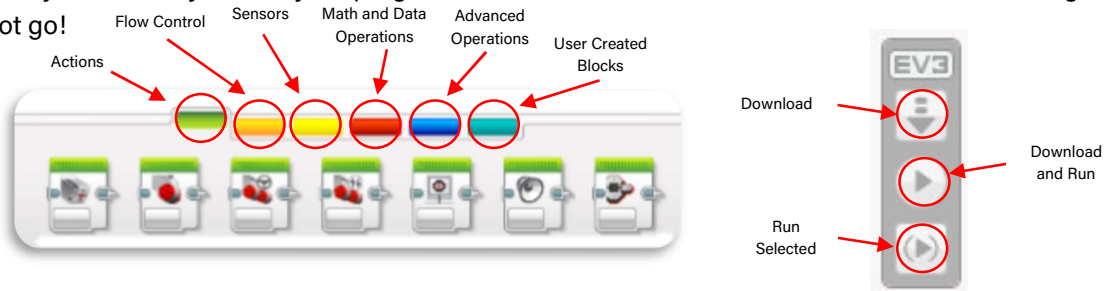 ot go!
Actions
Flow Control
Sensors
Math and Data
Operations
Advanced
Operations
User Created
Blocks
EV3
Download
Download
and Run
Run
Selected